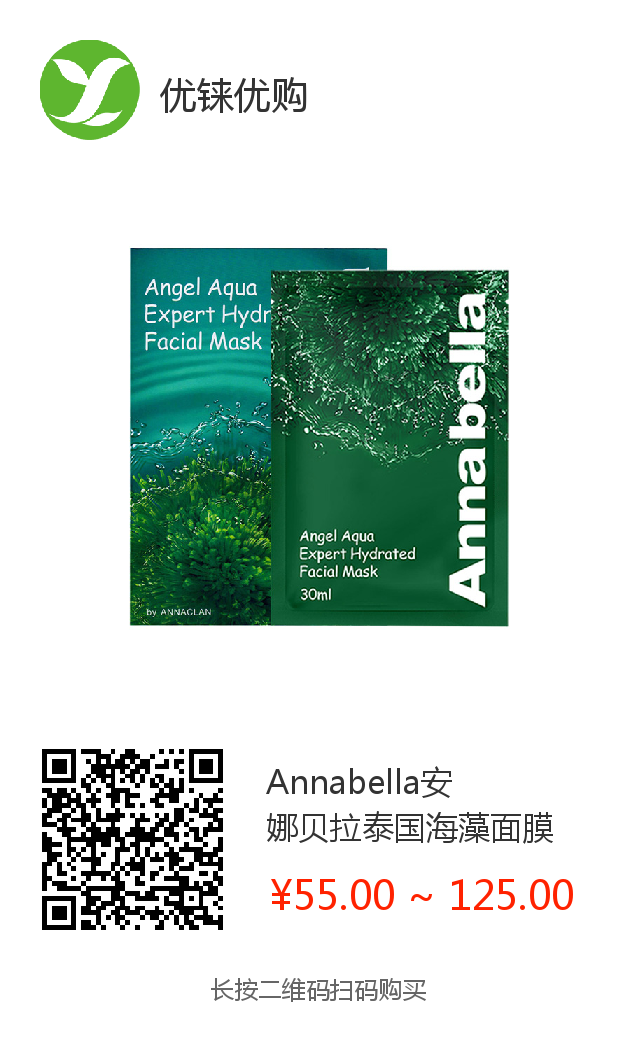 优铼优购
Angel Aqua
Expert Hydr
Facial Mask
by ANNAGLAN
Annabella
Angel Aqua
Expert Hydrated
Facial Mask
30ml
Annabella安
娜贝拉泰国海藻面膜
¥55.00 ~ 125.00
长按二维码扫码购买